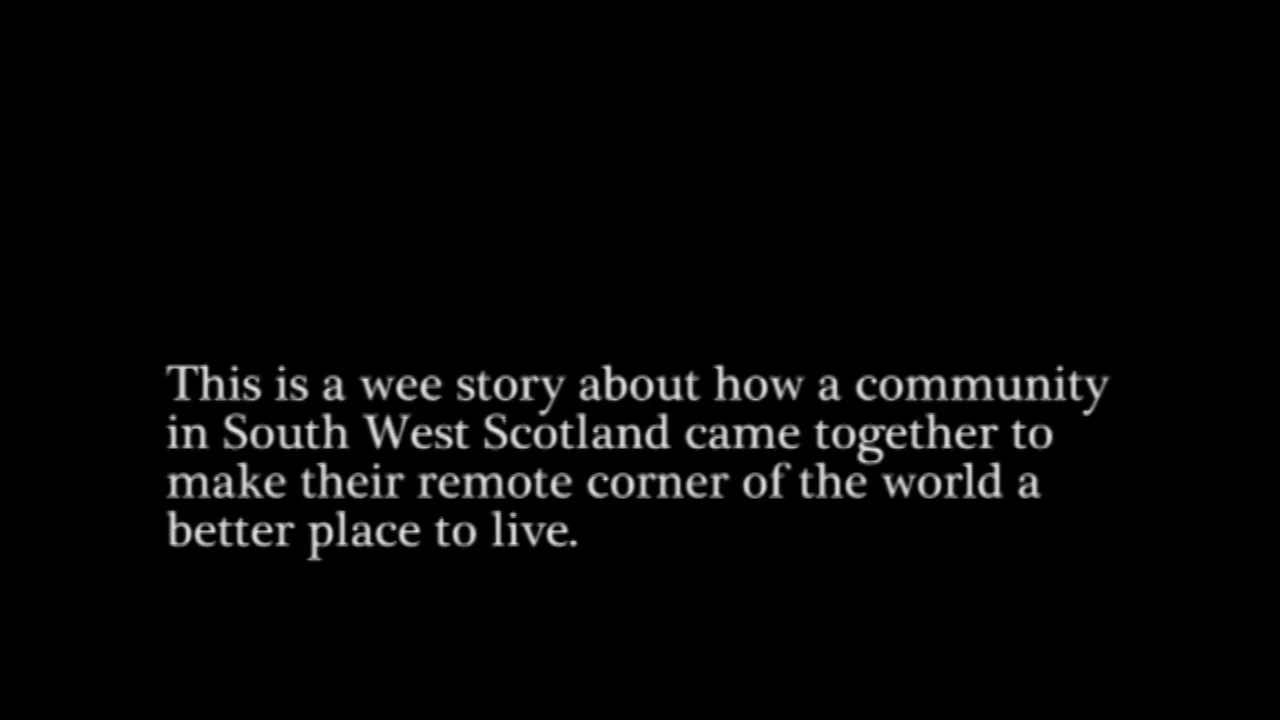 This is a wee story about how a community
in South West Scotland came together to
make their remote corner of the world a
better place to live.